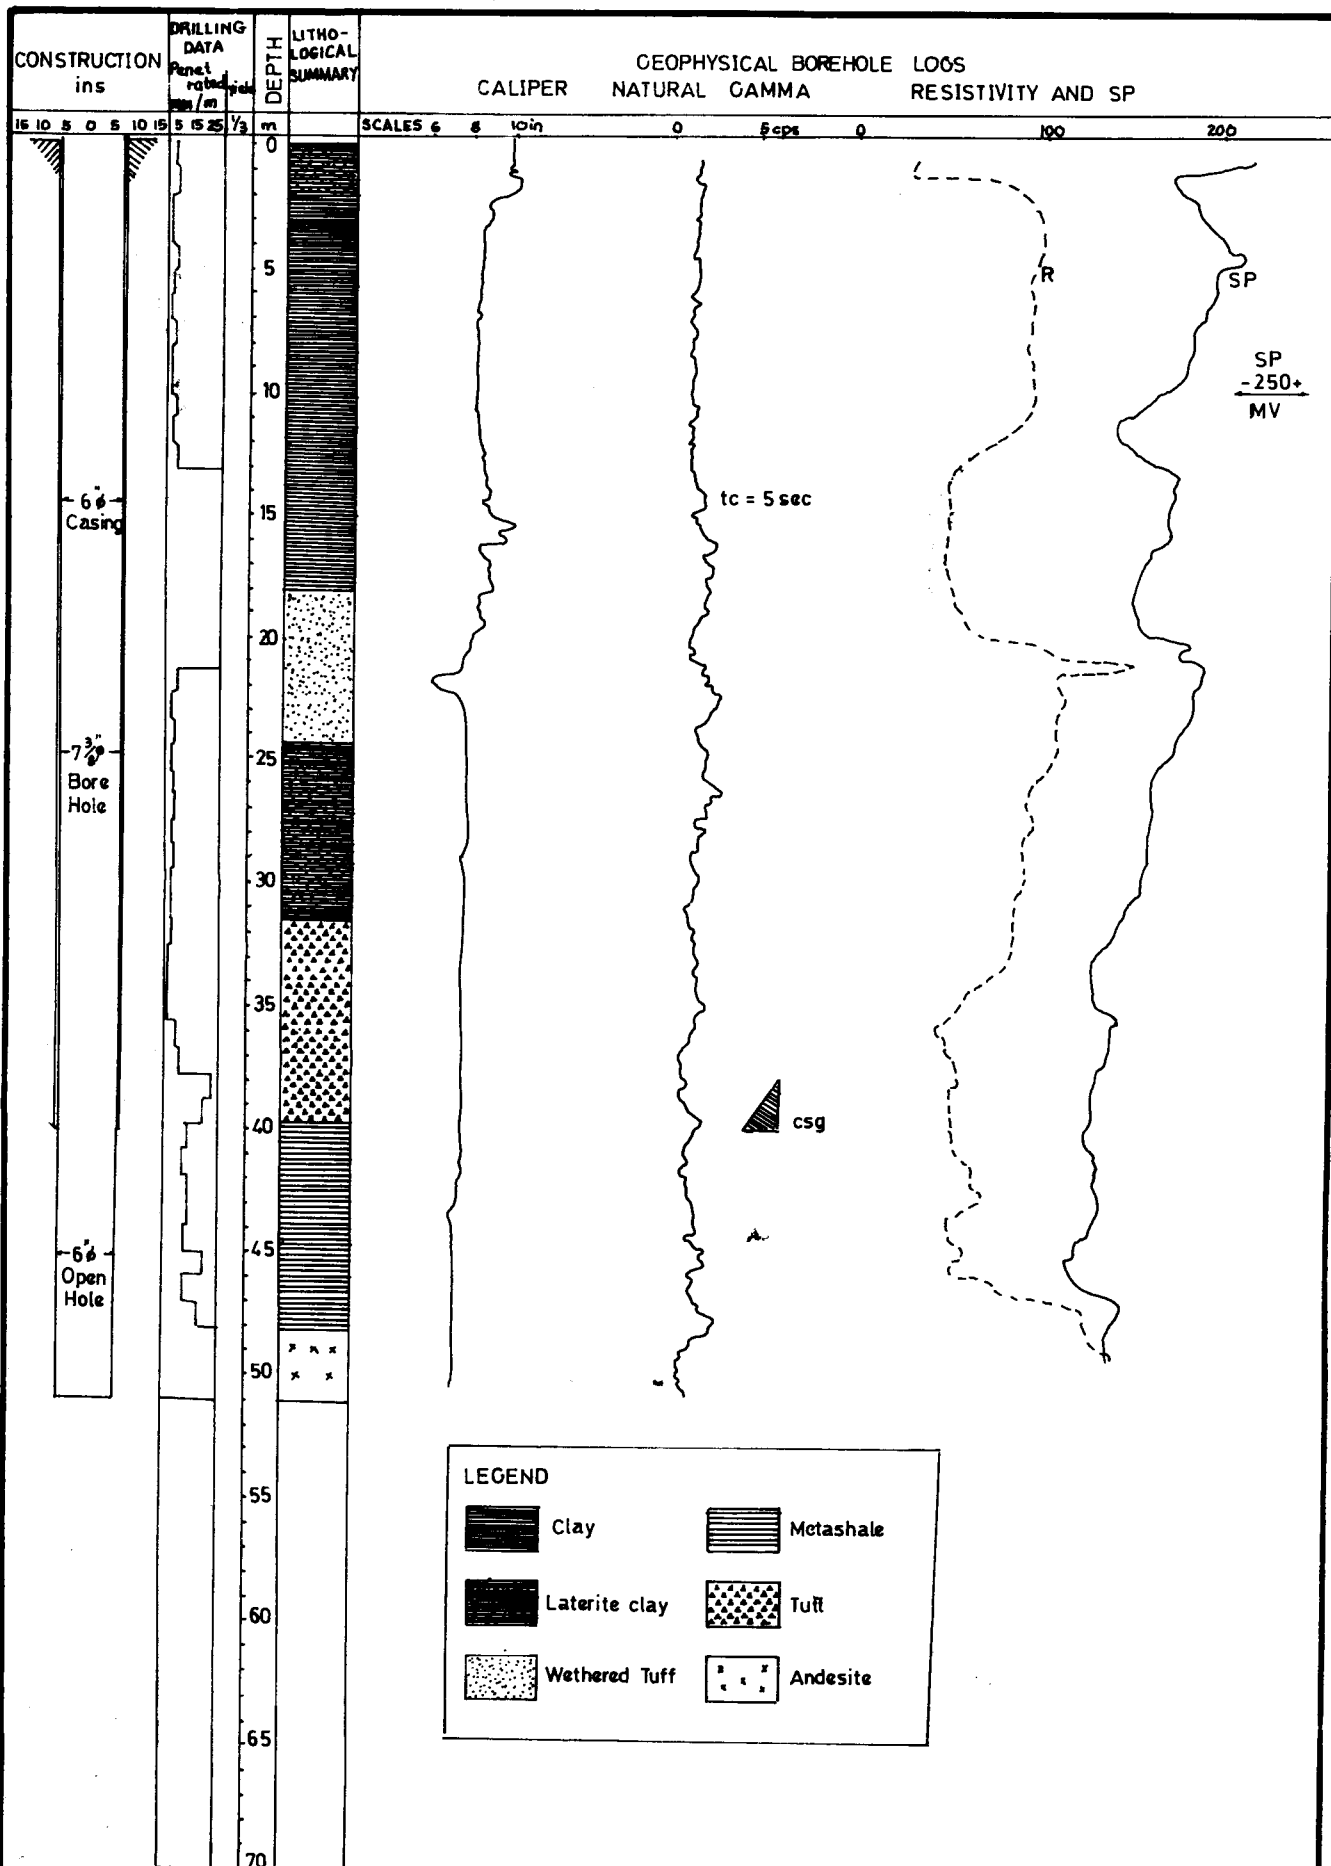 CONSTRUCTION
ins
DRILLING
DATA
Penet
rated
yield
mm/m
DEPTH
LITHO-
LOGICAL
SUMMARY
GEOPHYSICAL BOREHOLE LOGS
CALIPER NATURAL GAMMA RESISTIVITY AND SP
15 10 5 0 5 10 15 5 15 25 1/3 m SCALES 6 8 10in 0 5cps 0 100 200
0
5
R
SP
SP
-250+
MV
10
6"ø
Casing
tc = 5 sec
15
20
7 3/8"ø
Bore
Hole
25
30
35
40
csg
6"ø
Open
Hole
45
50
LEGEND
Clay
Metashale
Laterite clay
Tuff
Wethered Tuff
Andesite
55
60
65
70